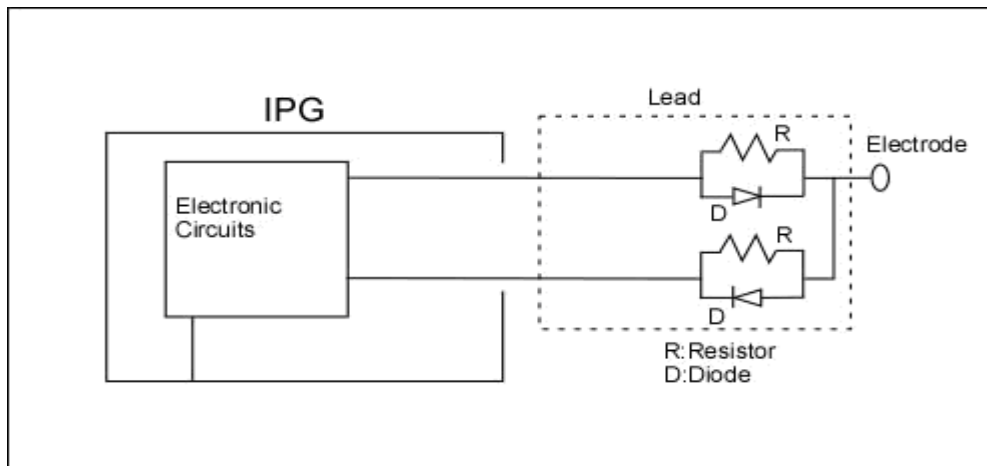 IPG
Lead
R
Electrode
D
Electronic
Circuits
R
D
R:Resistor
D:Diode